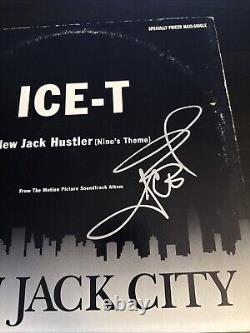 SPECIALLY PRICED MAXI-SINGLE
ICE-T
New Jack Hustler (Nino's Theme)
From The Motion Picture Soundtrack Album
JACK CITY